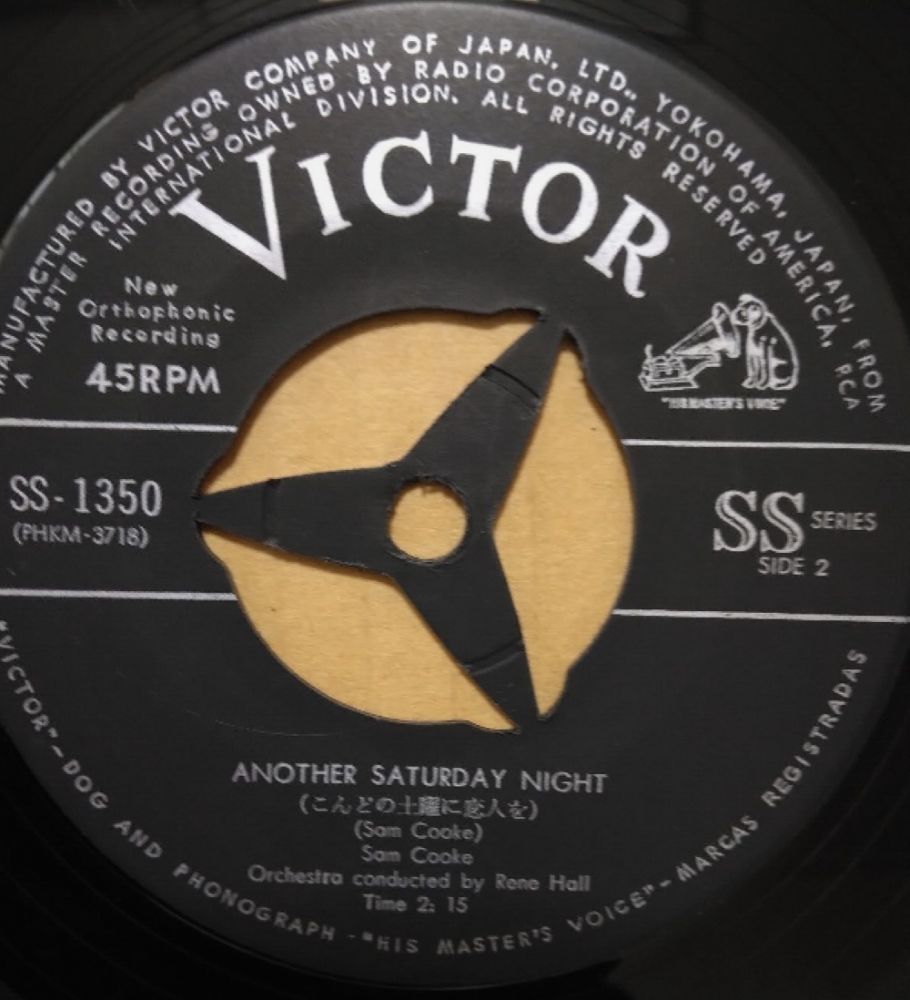 MANUFACTURED BY VICTOR COMPANY OF JAPAN, LTD., YOKOHAMA, JAPAN, FROM
A MASTER RECORDING OWNED BY RADIO CORPORATION OF AMERICA, RCA
INTERNATIONAL DIVISION. ALL RIGHTS RESERVED
VICTOR
New
Orthophonic
Recording
45RPM
"HIS MASTER'S VOICE"
SS-1350
(PHKM-3718)
SS SERIES
SIDE 2
ANOTHER SATURDAY NIGHT
(こんどの土曜に恋人を)
(Sam Cooke)
Sam Cooke
Orchestra conducted by Rene Hall
Time 2: 15
"VICTOR"-DOG AND PHONOGRAPH-"HIS MASTER'S VOICE"-MARCAS REGISTRADAS